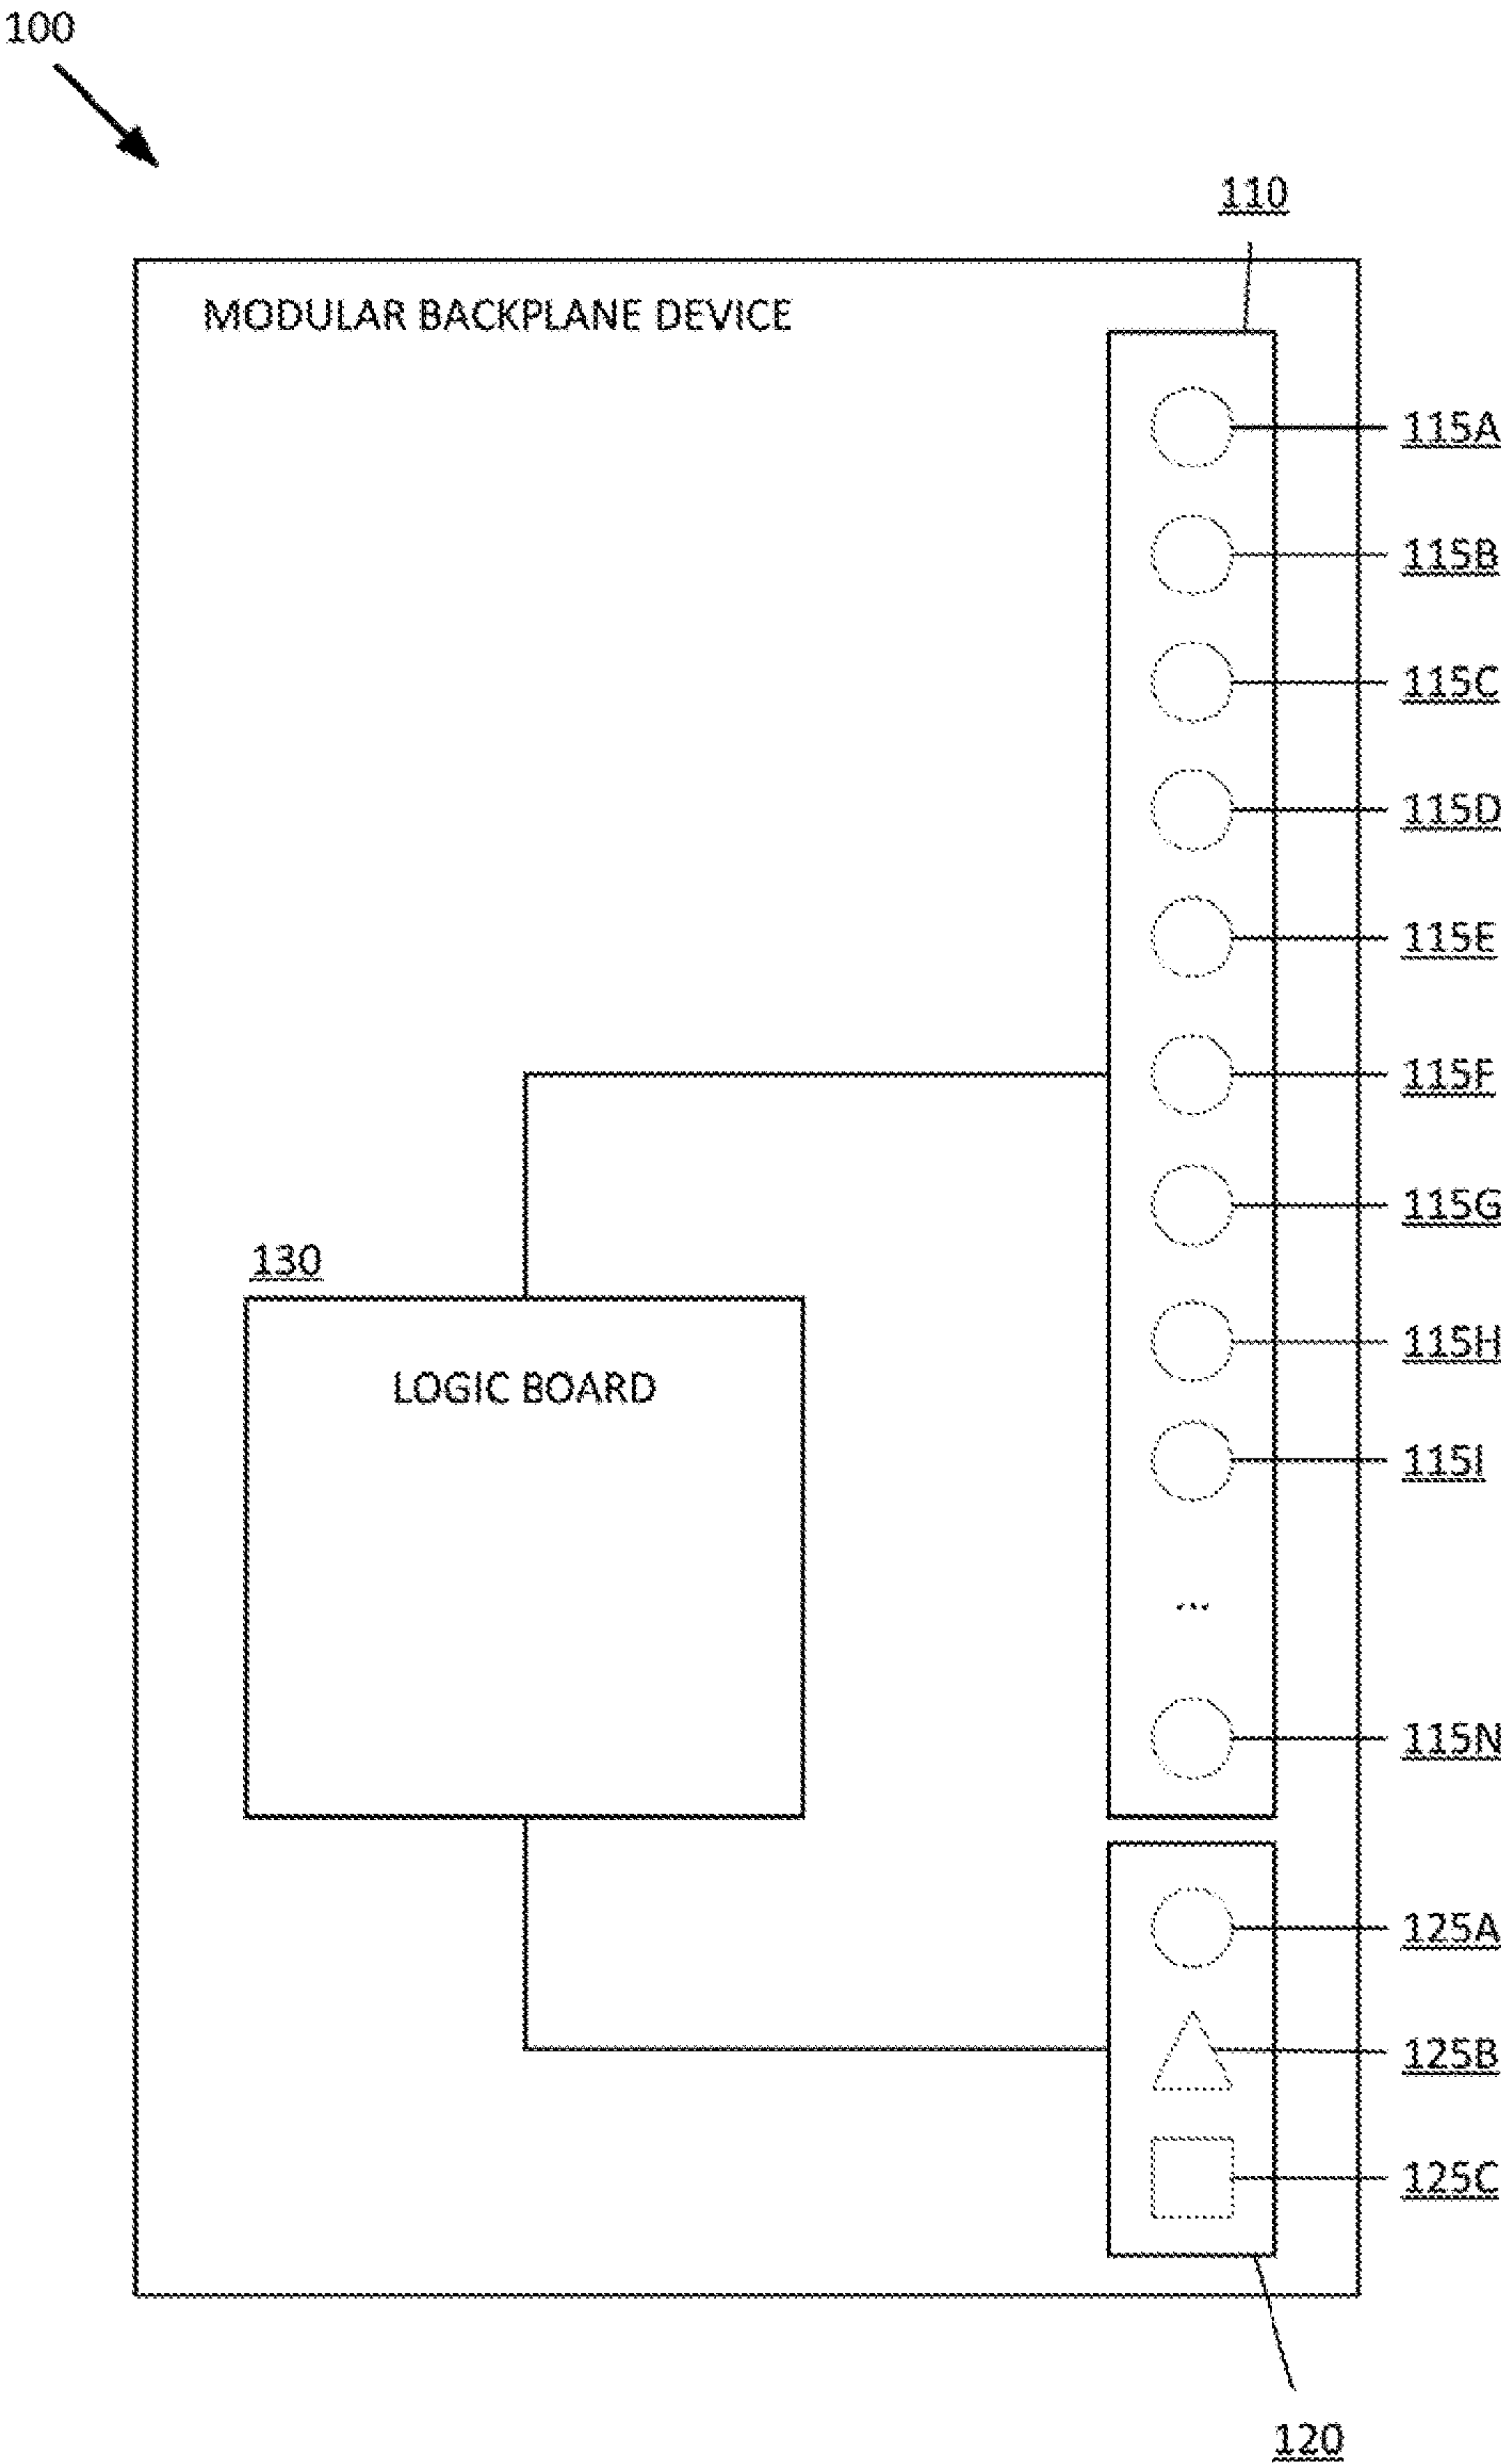 100
110
MODULAR BACKPLANE DEVICE
115A
115B
115C
115D
115E
115F
115G
130
115H
LOGIC BOARD
115I
...
115N
125A
125B
125C
120